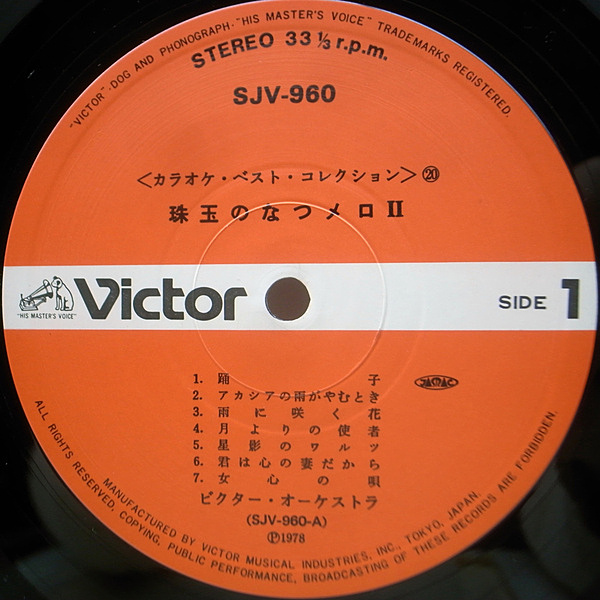 "VICTOR"·DOG AND PHONOGRAPH·"HIS MASTER'S VOICE" TRADEMARKS REGISTERED.
STEREO 33 ⅓ r.p.m.
SJV-960
＜カラオケ・ベスト・コレクション＞⑳
珠玉のなつメロⅡ
Victor
"HIS MASTER'S VOICE"
SIDE 1
1. 踊子
2. アカシアの雨がやむとき
3. 雨に咲く花
4. 月よりの使者
5. 星影のワルツ
6. 君は心の妻だから
7. 女心の唄
JASRAC
ビクター・オーケストラ
(SJV-960-A)
Ⓟ1978
ALL RIGHTS RESERVED, COPYING, PUBLIC PERFORMANCE, BROADCASTING OF THESE RECORDS ARE FORBIDDEN.
MANUFACTURED BY VICTOR MUSICAL INDUSTRIES, INC., TOKYO, JAPAN.